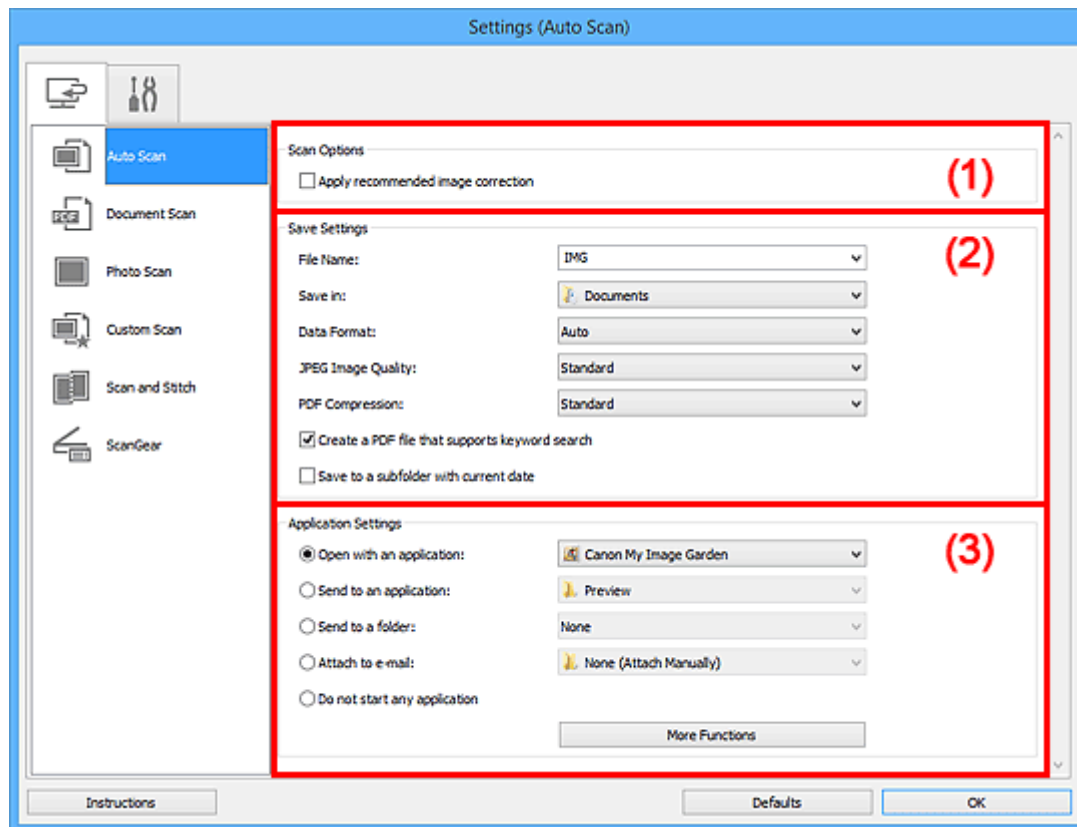 Settings (Auto Scan)
Auto Scan
PDF Document Scan
Photo Scan
Custom Scan
Scan and Stitch
ScanGear
Scan Options
Apply recommended image correction
(1)
Save Settings
(2)
File Name: IMG
Save in: Documents
Data Format: Auto
JPEG Image Quality: Standard
PDF Compression: Standard
Create a PDF file that supports keyword search
Save to a subfolder with current date
Application Settings
(3)
Open with an application: Canon My Image Garden
Send to an application: Preview
Send to a folder: None
Attach to e-mail: None (Attach Manually)
Do not start any application
More Functions
Instructions Defaults OK